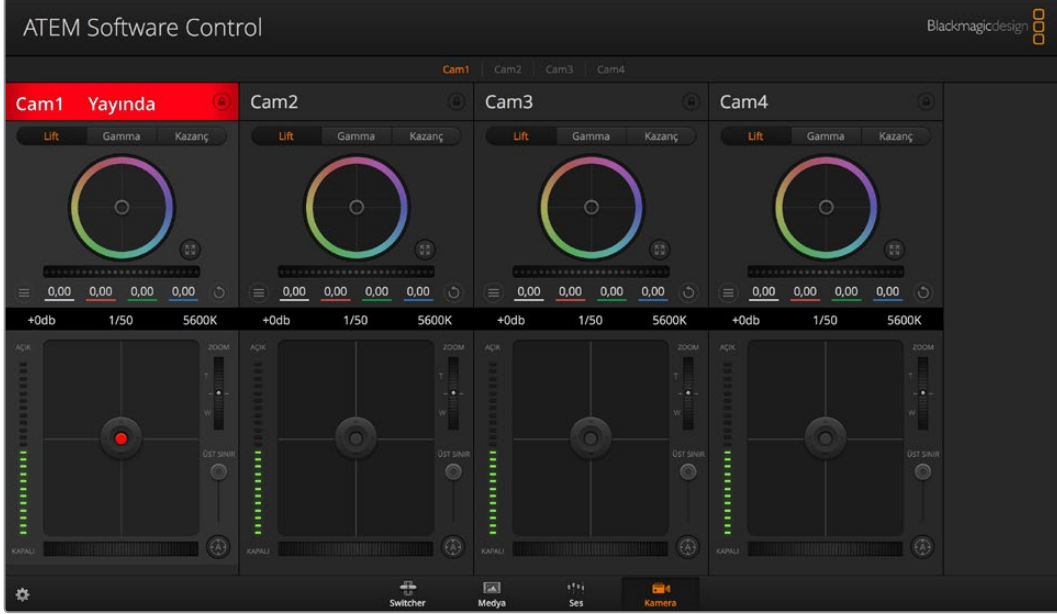 ATEM Software Control
Blackmagicdesign
Cam1 Cam2 Cam3 Cam4
Cam1 Yayında Cam2 Cam3 Cam4
Lift Gamma Kazanç Lift Gamma Kazanç Lift Gamma Kazanç Lift Gamma Kazanç
0,00 0,00 0,00 0,00 0,00 0,00 0,00 0,00 0,00 0,00 0,00 0,00 0,00 0,00 0,00 0,00
+0db 1/50 5600K +0db 1/50 5600K +0db 1/50 5600K +0db 1/50 5600K
AÇIK ZOOM AÇIK ZOOM AÇIK ZOOM AÇIK ZOOM
T T T T
W W W W
ÜST SINIR ÜST SINIR ÜST SINIR ÜST SINIR
KAPALI A KAPALI A KAPALI A KAPALI A
Switcher Medya Ses Kamera